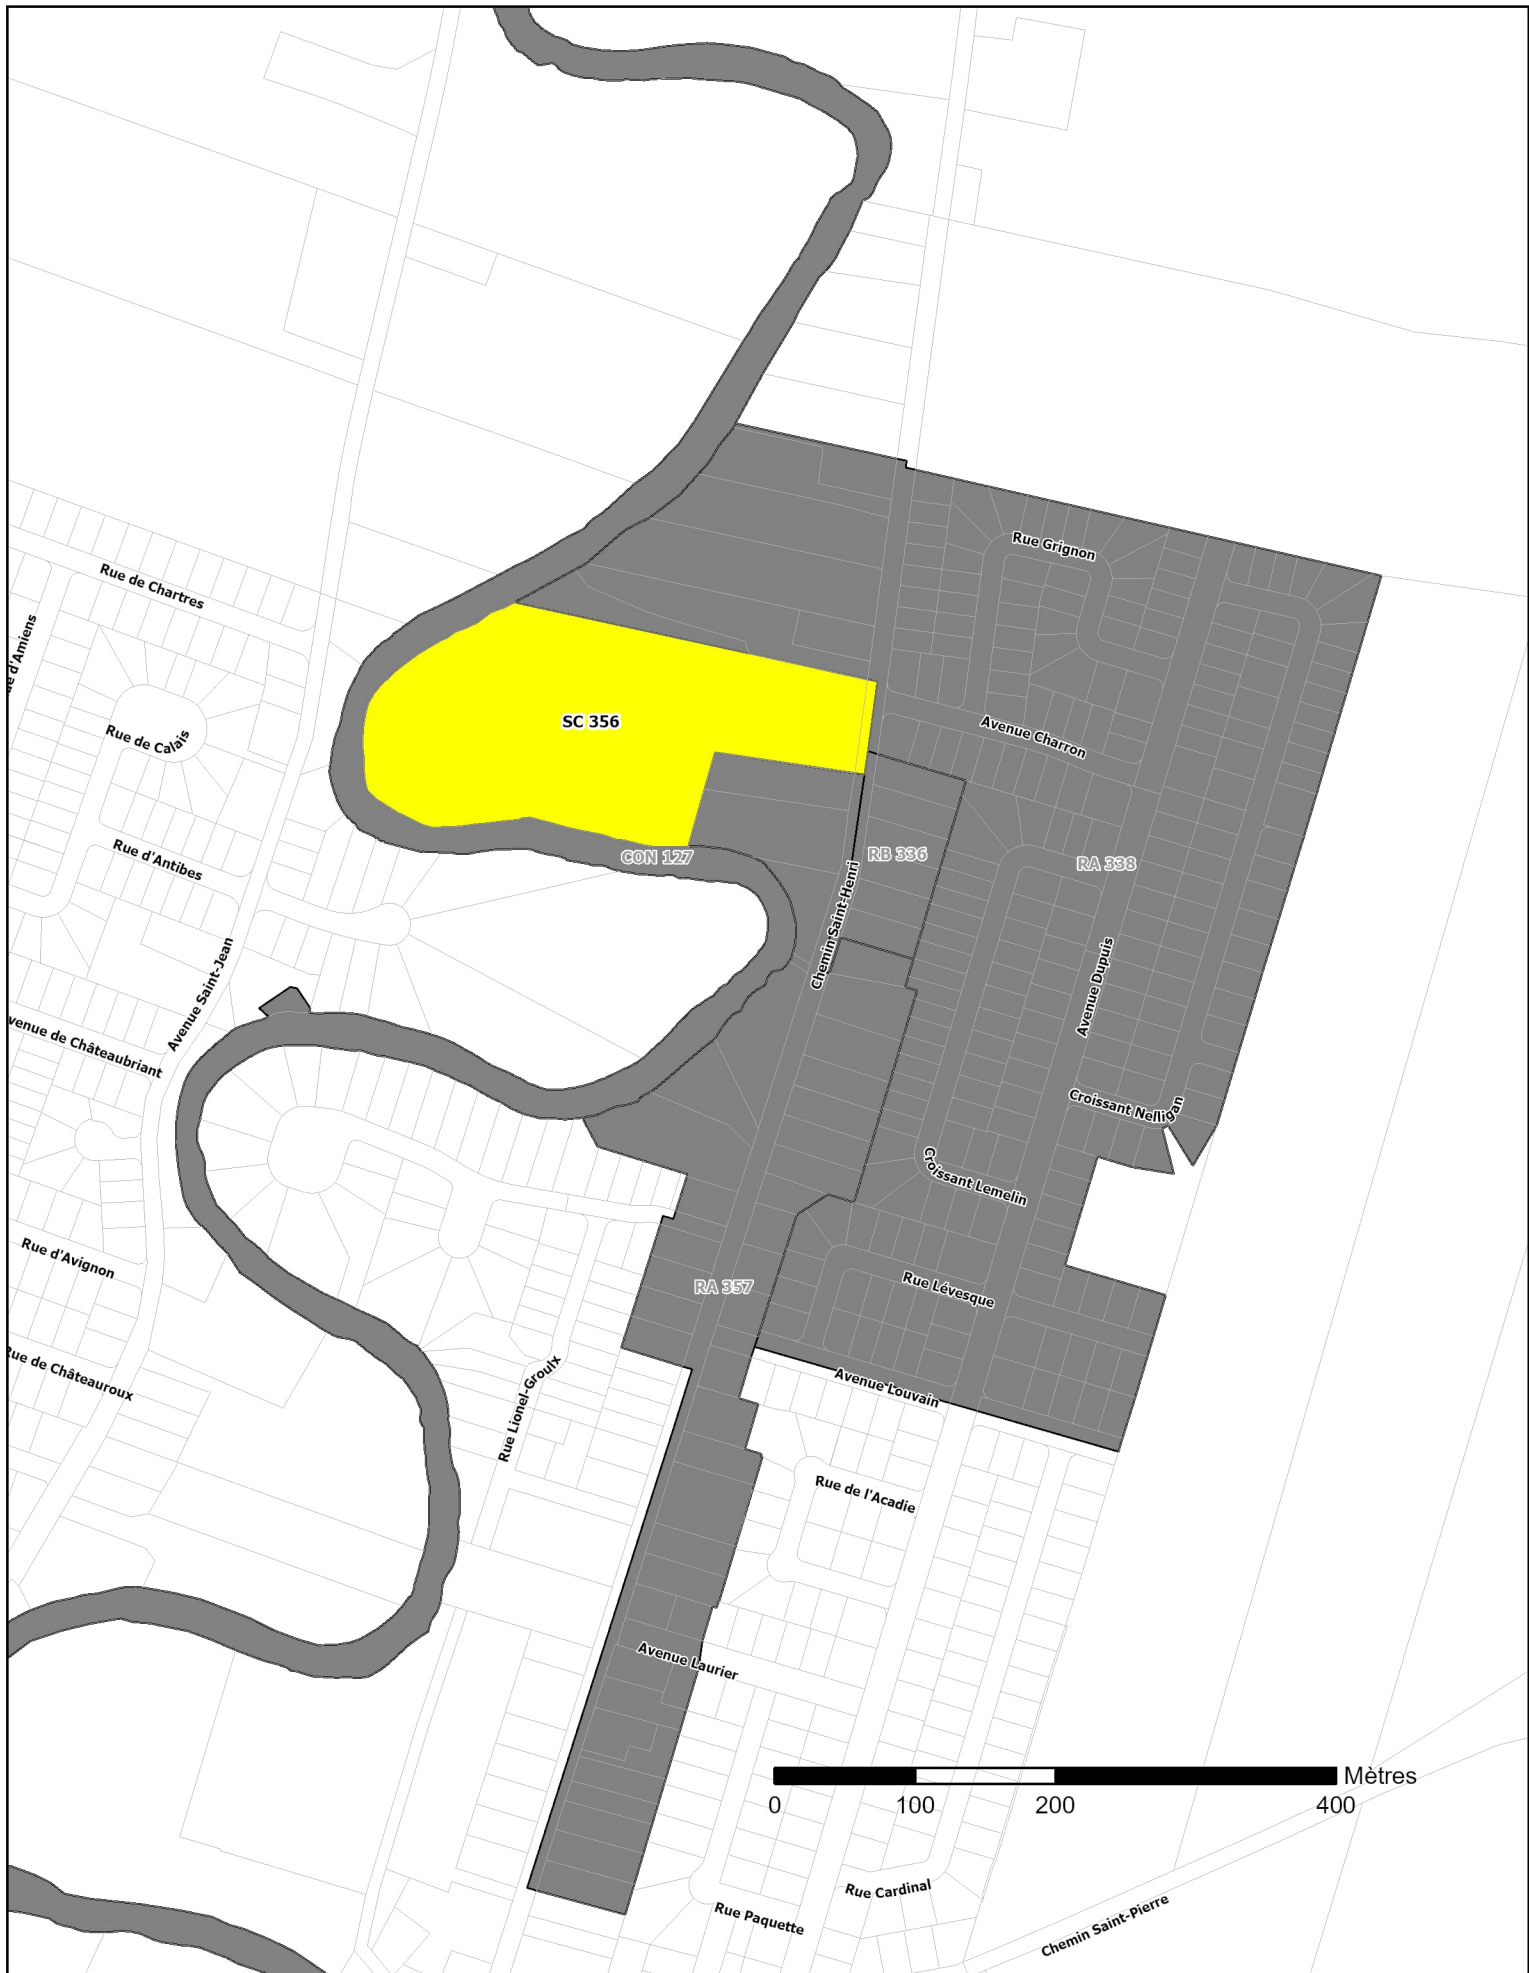 Rue Grignon
Rue de Chartres
d'Amiens
SC 356
Rue de Calais
Avenue Charron
Rue d'Antibes
CON 127
RB 336
RA 338
Chemin Saint-Henri
Avenue Saint-Jean
Avenue Dupuis
venue de Châteaubriant
Croissant Nelligan
Croissant Lemelin
Rue d'Avignon
RA 357
Rue Lévesque
Rue de Châteauroux
Rue Lionel-Groulx
Avenue Louvain
Rue de l'Acadie
Avenue Laurier
Mètres
0 100 200 400
Rue Cardinal
Rue Paquette
Chemin Saint-Pierre